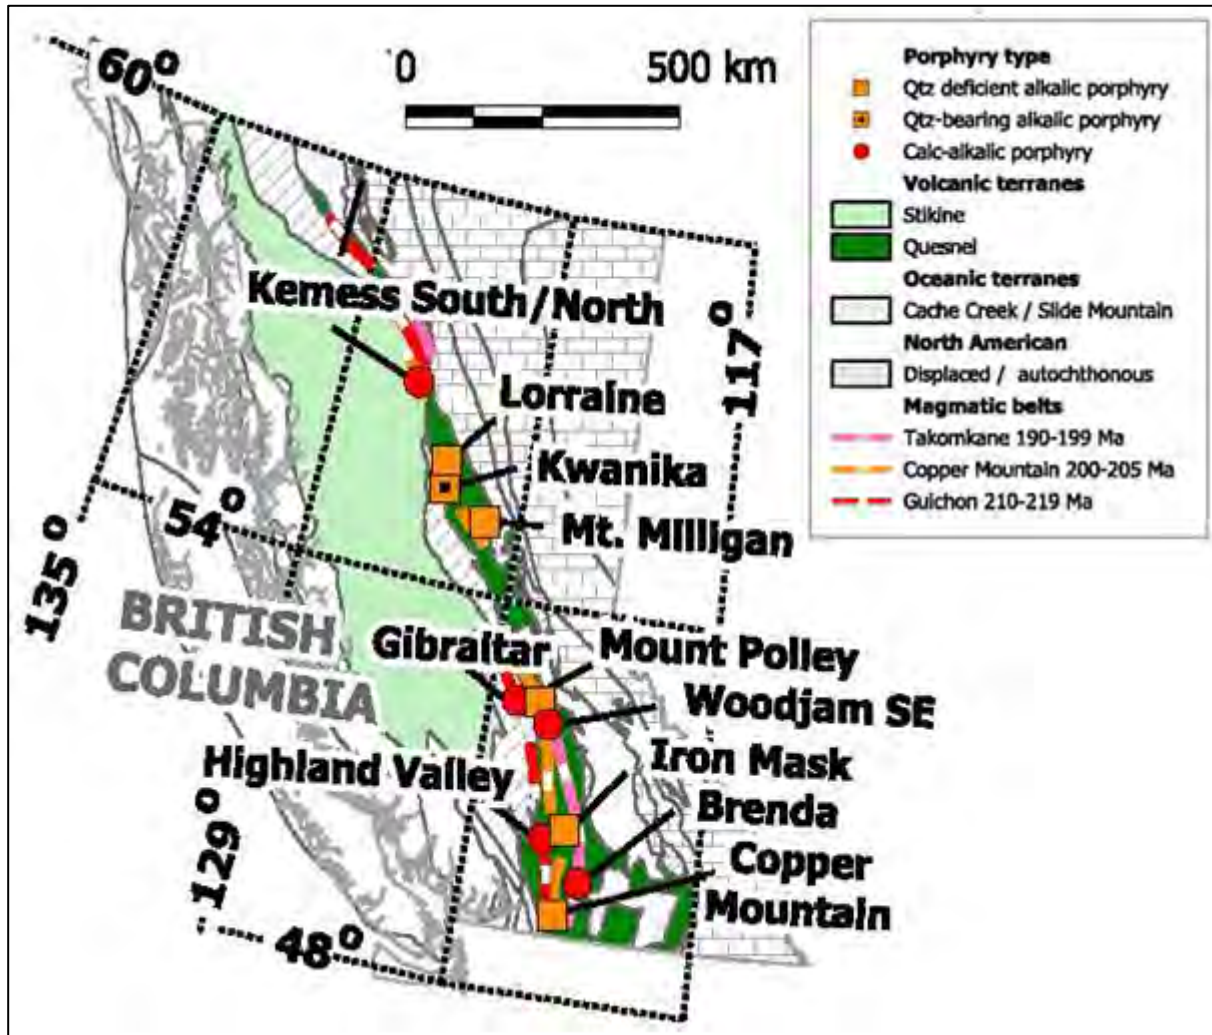 60°
0 500 km
Kemess South/North
Lorraine
Kwanika
Mt. Milligan
117°
54°
135°
BRITISH
COLUMBIA
Gibraltar
Mount Polley
Woodjam SE
Highland Valley
Iron Mask
Brenda
Copper
Mountain
129°
48°
Porphyry type
Qtz deficient alkalic porphyry
Qtz-bearing alkalic porphyry
Calc-alkalic porphyry
Volcanic terranes
Stikine
Quesnel
Oceanic terranes
Cache Creek / Slide Mountain
North American
Displaced / autochthonous
Magmatic belts
Takomkane 190-199 Ma
Copper Mountain 200-205 Ma
Guichon 210-219 Ma